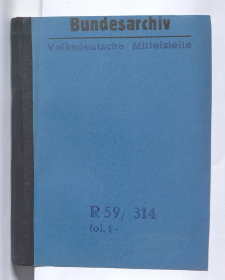 Bundesarchiv
Volksdeutsche Mittelstelle
R 59/ 314
fol. 1-